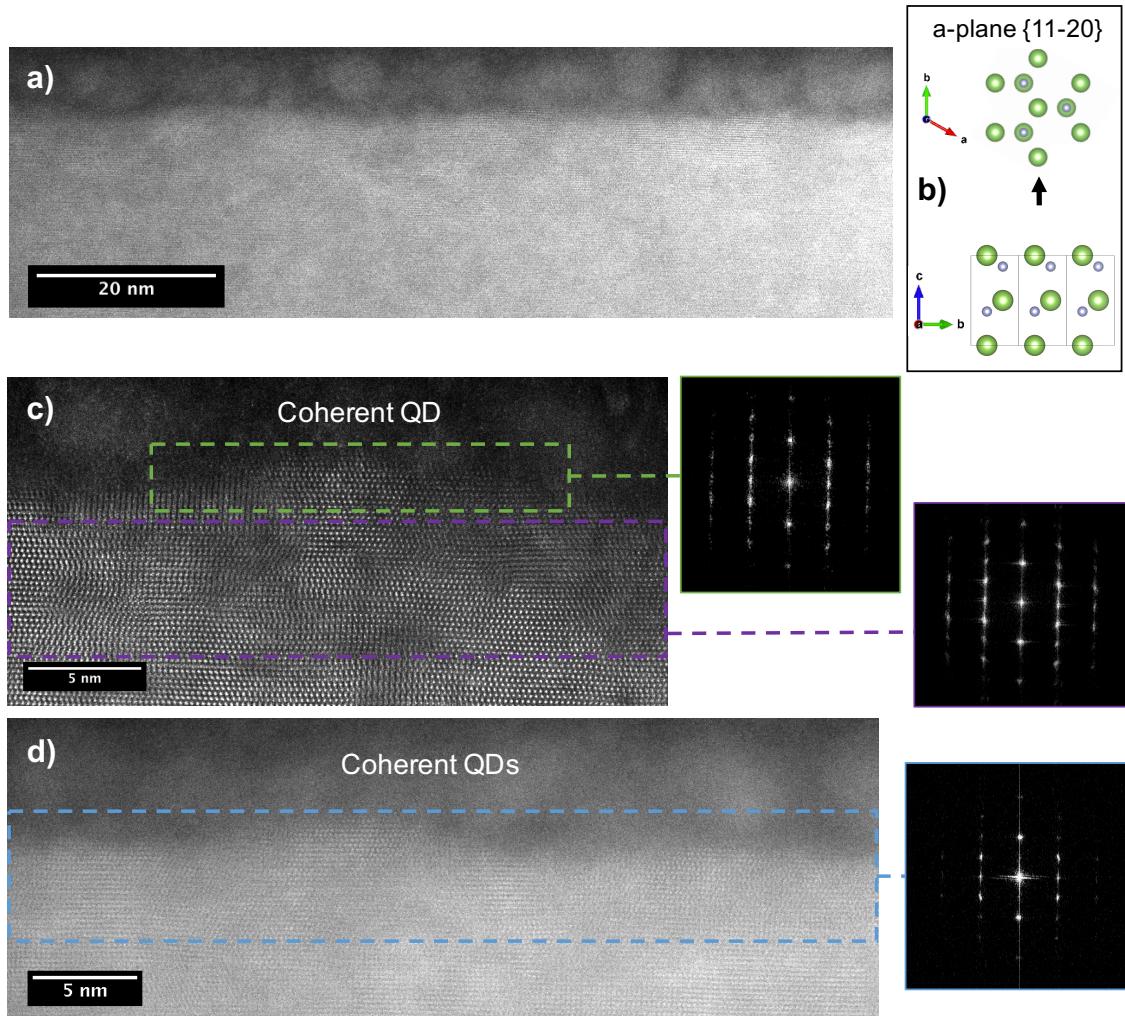 a)
20 nm
a-plane {11-20}
b
a
b)
c
a
b
c)
Coherent QD
5 nm
d)
Coherent QDs
5 nm